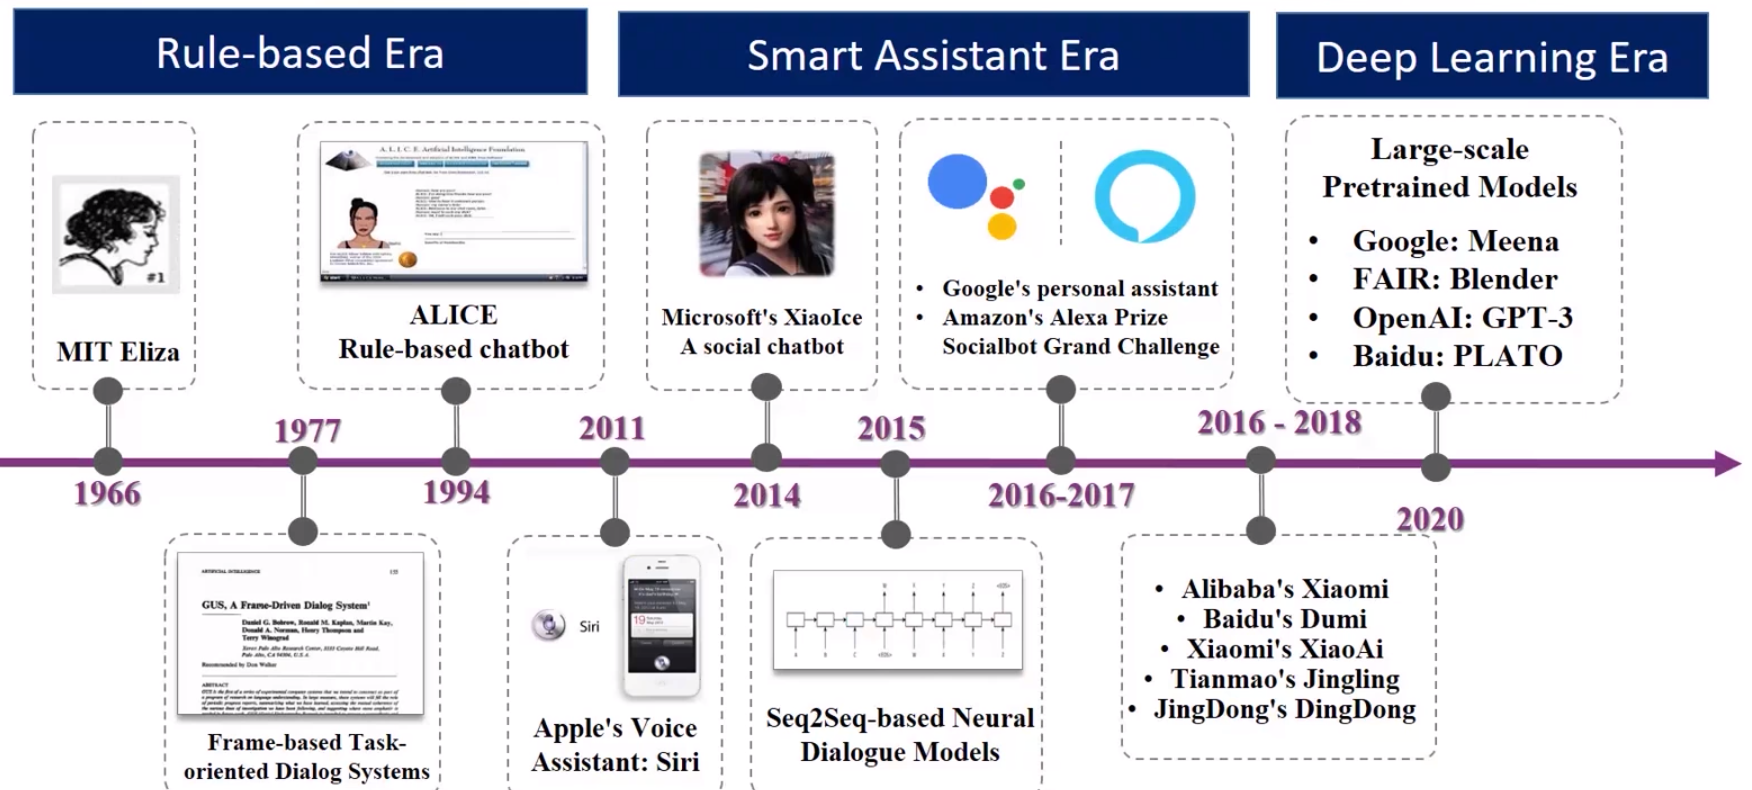 Rule-based Era
Smart Assistant Era
Deep Learning Era
#1
MIT Eliza
A. L. I. C. E. Artificial Intelligence Foundation
ALICE
Rule-based chatbot
Microsoft's XiaoIce
A social chatbot
• Google's personal assistant
• Amazon's Alexa Prize
Socialbot Grand Challenge
Large-scale
Pretrained Models
• Google: Meena
• FAIR: Blender
• OpenAI: GPT-3
• Baidu: PLATO
1966
1977
1994
2011
2014
2015
2016-2017
2016 - 2018
2020
ARTIFICIAL INTELLIGENCE
GUS, A Frame-Driven Dialog System¹
Daniel G. Bobrow, Ronald M. Kaplan, Martin Kay,
Donald A. Norman, Henry Thompson and
Terry Winograd
Xerox Palo Alto Research Center, 3333 Coyote Hill Road,
Palo Alto, CA 94304, U.S.A.
Recommended by Don Walker
ABSTRACT
Frame-based Task-
oriented Dialog Systems
Siri
19
Apple's Voice
Assistant: Siri
Seq2Seq-based Neural
Dialogue Models
• Alibaba's Xiaomi
• Baidu's Dumi
• Xiaomi's XiaoAi
• Tianmao's Jingling
• JingDong's DingDong